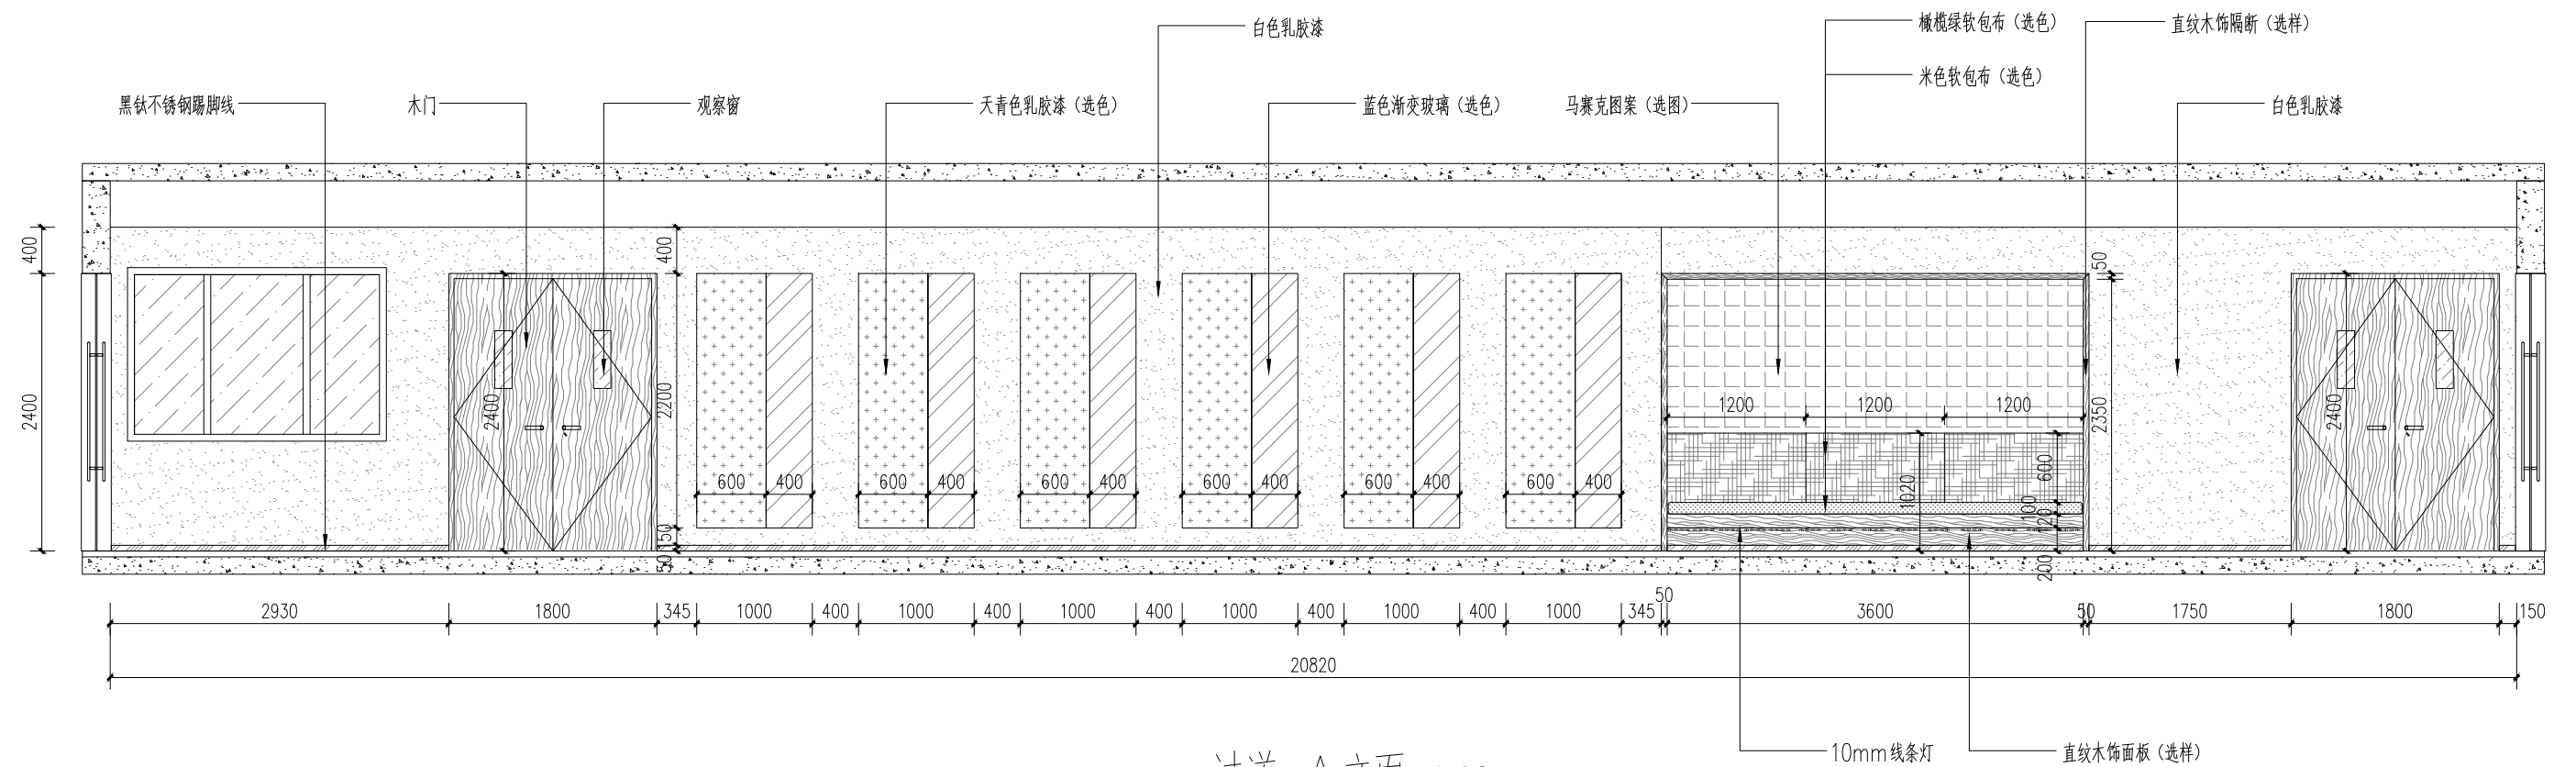 白色乳胶漆
橄榄绿软包布（选色）
直纹木饰隔断（选样）
米色软包布（选色）
黑钛不锈钢踢脚线
木门
观察窗
天青色乳胶漆（选色）
蓝色渐变玻璃（选色）
马赛克图案（选图）
白色乳胶漆
400
400
50
2400
2400
2200
1200 1200 1200
2350
2400
600 400 600 400 600 400 600 400 600 400 600 400
1020
600
100
120
200
150
50
50
2930 1800 345 1000 400 1000 400 1000 400 1000 400 1000 400 1000 345 3600 50 1750 1800 150
20820
10mm线条灯
直纹木饰面板（选样）